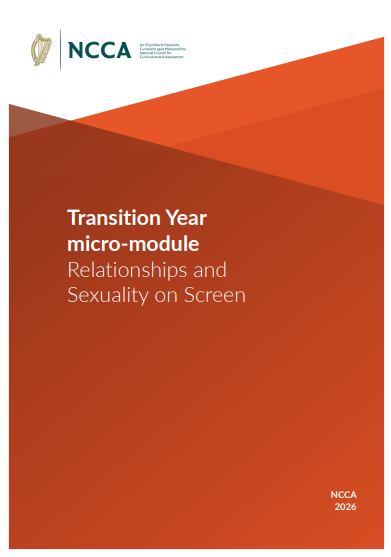 NCCA
An Chomhairle Náisiúnta
Curaclaim agus Measúnachta
National Council for
Curriculum and Assessment
Transition Year
micro-module
Relationships and
Sexuality on Screen
NCCA
2026